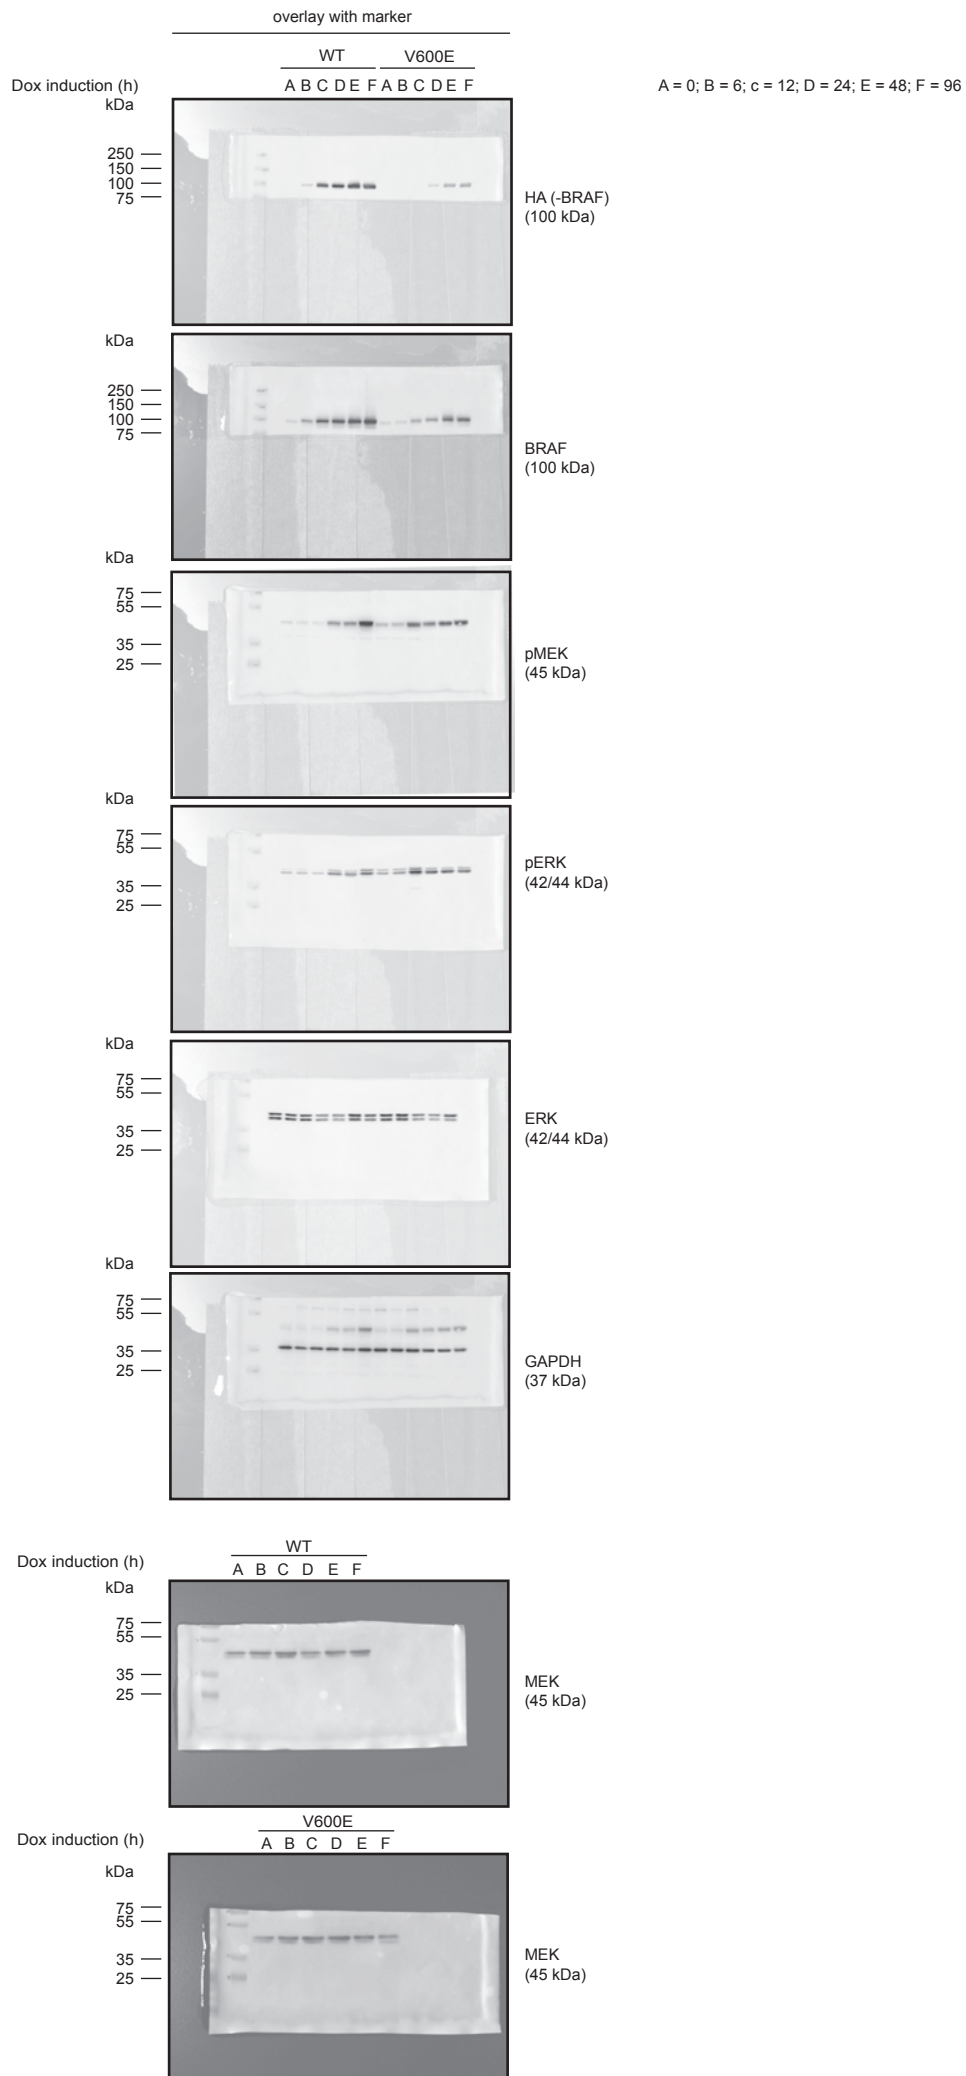 overlay with marker
WT V600E
Dox induction (h) A B C D E F A B C D E F A = 0; B = 6; c = 12; D = 24; E = 48; F = 96
kDa
250
150
100
75
HA (-BRAF)
(100 kDa)
kDa
250
150
100
75
BRAF
(100 kDa)
kDa
75
55
35
25
pMEK
(45 kDa)
kDa
75
55
35
25
pERK
(42/44 kDa)
kDa
75
55
35
25
ERK
(42/44 kDa)
kDa
75
55
35
25
GAPDH
(37 kDa)
WT
Dox induction (h) A B C D E F
kDa
75
55
35
25
MEK
(45 kDa)
V600E
Dox induction (h) A B C D E F
kDa
75
55
35
25
MEK
(45 kDa)